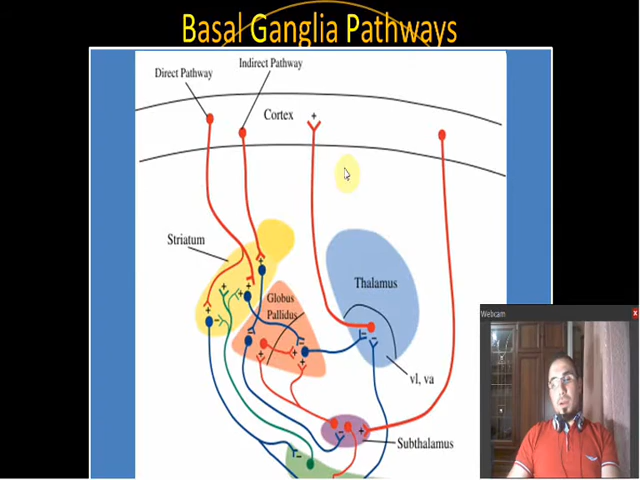 Basal Ganglia Pathways
Indirect Pathway
Direct Pathway
Cortex
+
Striatum
Thalamus
Globus
Pallidus
vl, va
Subthalamus
Webcam